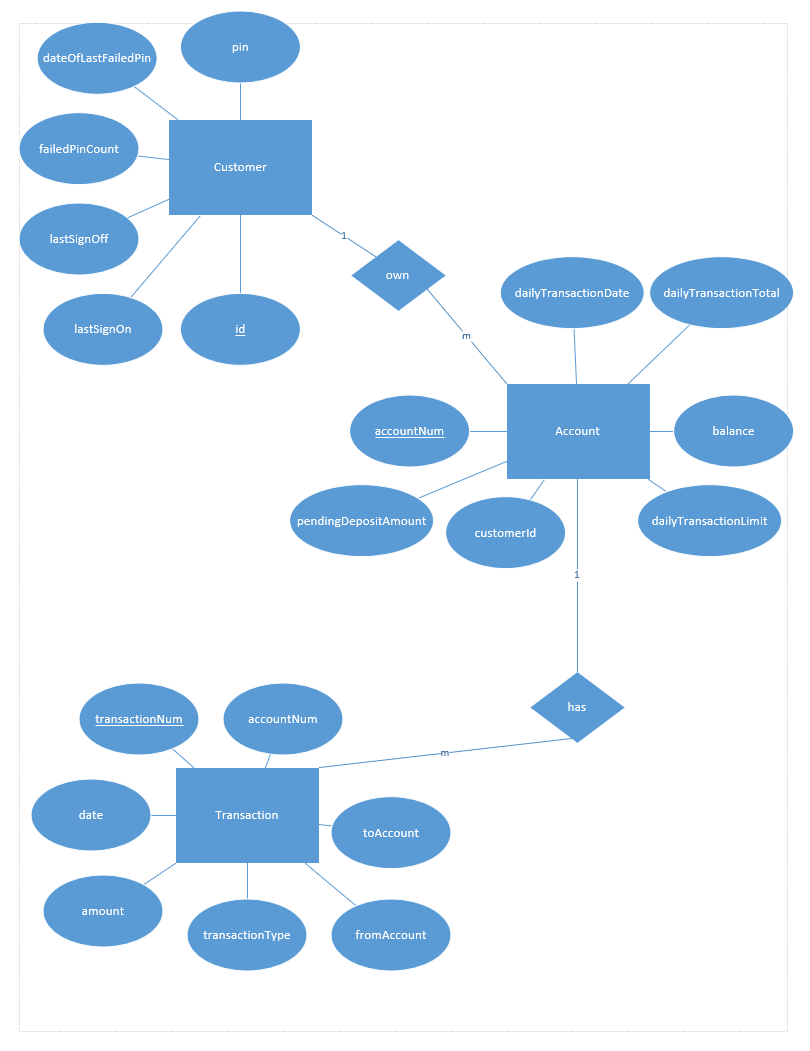 pin
dateOfLastFailedPin
failedPinCount
Customer
lastSignOff
1
own
lastSignOn
id
dailyTransactionDate
dailyTransactionTotal
m
accountNum
Account
balance
pendingDepositAmount
customerId
dailyTransactionLimit
1
has
transactionNum
accountNum
m
date
Transaction
toAccount
amount
transactionType
fromAccount